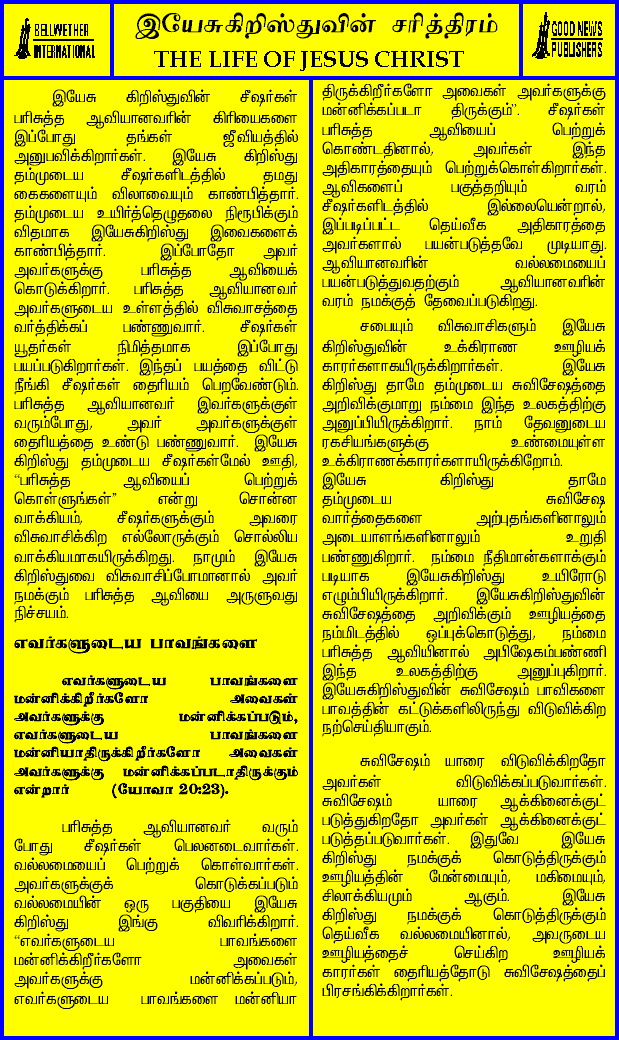 BELLWETHER
INTERNATIONAL
இயேசுகிறிஸ்துவின் சரித்திரம்
THE LIFE OF JESUS CHRIST
GOOD NEWS
PUBLISHERS
இயேசு கிறிஸ்துவின் சீஷர்கள்
பரிசுத்த ஆவியானவரின் கிரியைகளை
இப்போது தங்கள் ஜீவியத்தில்
அனுபவிக்கிறார்கள். இயேசு கிறிஸ்து
தம்முடைய சீஷர்களிடத்தில் தமது
கைகளையும் விலாவையும் காண்பித்தார்.
தம்முடைய உயிர்த்தெழுதலை நிரூபிக்கும்
விதமாக இயேசுகிறிஸ்து இவைகளைக்
காண்பித்தார். இப்போதோ அவர்
அவர்களுக்கு பரிசுத்த ஆவியைக்
கொடுக்கிறார். பரிசுத்த ஆவியானவர்
அவர்களுடைய உள்ளத்தில் விசுவாசத்தை
வர்த்திக்கப் பண்ணுவார். சீஷர்கள்
யூதர்கள் நிமித்தமாக இப்போது
பயப்படுகிறார்கள். இந்தப் பயத்தை விட்டு
நீங்கி சீஷர்கள் தைரியம் பெறவேண்டும்.
பரிசுத்த ஆவியானவர் இவர்களுக்குள்
வரும்போது, அவர் அவர்களுக்குள்
தைரியத்தை உண்டு பண்ணுவார். இயேசு
கிறிஸ்து தம்முடைய சீஷர்கள்மேல் ஊதி,
“பரிசுத்த ஆவியைப் பெற்றுக்
கொள்ளுங்கள்” என்று சொன்ன
வாக்கியம், சீஷர்களுக்கும் அவரை
விசுவாசிக்கிற எல்லோருக்கும் சொல்லிய
வாக்கியமாகயிருக்கிறது. நாமும் இயேசு
கிறிஸ்துவை விசுவாசிப்போமானால் அவர்
நமக்கும் பரிசுத்த ஆவியை அருளுவது
நிச்சயம்.
எவர்களுடைய பாவங்களை
எவர்களுடைய பாவங்களை
மன்னிக்கிறீர்களோ அவைகள்
அவர்களுக்கு மன்னிக்கப்படும்,
எவர்களுடைய பாவங்களை
மன்னியாதிருக்கிறீர்களோ அவைகள்
அவர்களுக்கு மன்னிக்கப்படாதிருக்கும்
என்றார் (யோவா 20:23).
பரிசுத்த ஆவியானவர் வரும்
போது சீஷர்கள் பெலனடைவார்கள்.
வல்லமையைப் பெற்றுக் கொள்வார்கள்.
அவர்களுக்குக் கொடுக்கப்படும்
வல்லமையின் ஒரு பகுதியை இயேசு
கிறிஸ்து இங்கு விவரிக்கிறார்.
“எவர்களுடைய பாவங்களை
மன்னிக்கிறீர்களோ அவைகள்
அவர்களுக்கு மன்னிக்கப்படும்,
எவர்களுடைய பாவங்களை மன்னியா
திருக்கிறீர்களோ அவைகள் அவர்களுக்கு
மன்னிக்கப்படா திருக்கும்”. சீஷர்கள்
பரிசுத்த ஆவியைப் பெற்றுக்
கொண்டதினால், அவர்கள் இந்த
அதிகாரத்தையும் பெற்றுக்கொள்கிறார்கள்.
ஆவிகளைப் பகுத்தறியும் வரம்
சீஷர்களிடத்தில் இல்லையென்றால்,
இப்படிப்பட்ட தெய்வீக அதிகாரத்தை
அவர்களால் பயன்படுத்தவே முடியாது.
ஆவியானவரின் வல்லமையைப்
பயன்படுத்துவதற்கும் ஆவியானவரின்
வரம் நமக்குத் தேவைப்படுகிறது.
சபையும் விசுவாசிகளும் இயேசு
கிறிஸ்துவின் உக்கிராண ஊழியக்
காரர்களாகயிருக்கிறார்கள். இயேசு
கிறிஸ்து தாமே தம்முடைய சுவிசேஷத்தை
அறிவிக்குமாறு நம்மை இந்த உலகத்திற்கு
அனுப்பியிருக்கிறார். நாம் தேவனுடைய
ரகசியங்களுக்கு உண்மையுள்ள
உக்கிராணக்காரர்களாயிருக்கிறோம்.
இயேசு கிறிஸ்து தாமே
தம்முடைய சுவிசேஷ
வார்த்தைகளை அற்புதங்களினாலும்
அடையாளங்களினாலும் உறுதி
பண்ணுகிறார். நம்மை நீதிமான்களாக்கும்
படியாக இயேசுகிறிஸ்து உயிரோடு
எழும்பியிருக்கிறார். இயேசுகிறிஸ்துவின்
சுவிசேஷத்தை அறிவிக்கும் ஊழியத்தை
நம்மிடத்தில் ஒப்புக்கொடுத்து, நம்மை
பரிசுத்த ஆவியினால் அபிஷேகம்பண்ணி
இந்த உலகத்திற்கு அனுப்புகிறார்.
இயேசுகிறிஸ்துவின் சுவிசேஷம் பாவிகளை
பாவத்தின் கட்டுக்களிலிருந்து விடுவிக்கிற
நற்செய்தியாகும்.
சுவிசேஷம் யாரை விடுவிக்கிறதோ
அவர்கள் விடுவிக்கப்படுவார்கள்.
சுவிசேஷம் யாரை ஆக்கினைக்குட்
படுத்துகிறதோ அவர்கள் ஆக்கினைக்குட்
படுத்தப்படுவார்கள். இதுவே இயேசு
கிறிஸ்து நமக்குக் கொடுத்திருக்கும்
ஊழியத்தின் மேன்மையும், மகிமையும்,
சிலாக்கியமும் ஆகும். இயேசு
கிறிஸ்து நமக்குக் கொடுத்திருக்கும்
தெய்வீக வல்லமையினால், அவருடைய
ஊழியத்தைச் செய்கிற ஊழியக்
காரர்கள் தைரியத்தோடு சுவிசேஷத்தைப்
பிரசங்கிக்கிறார்கள்.